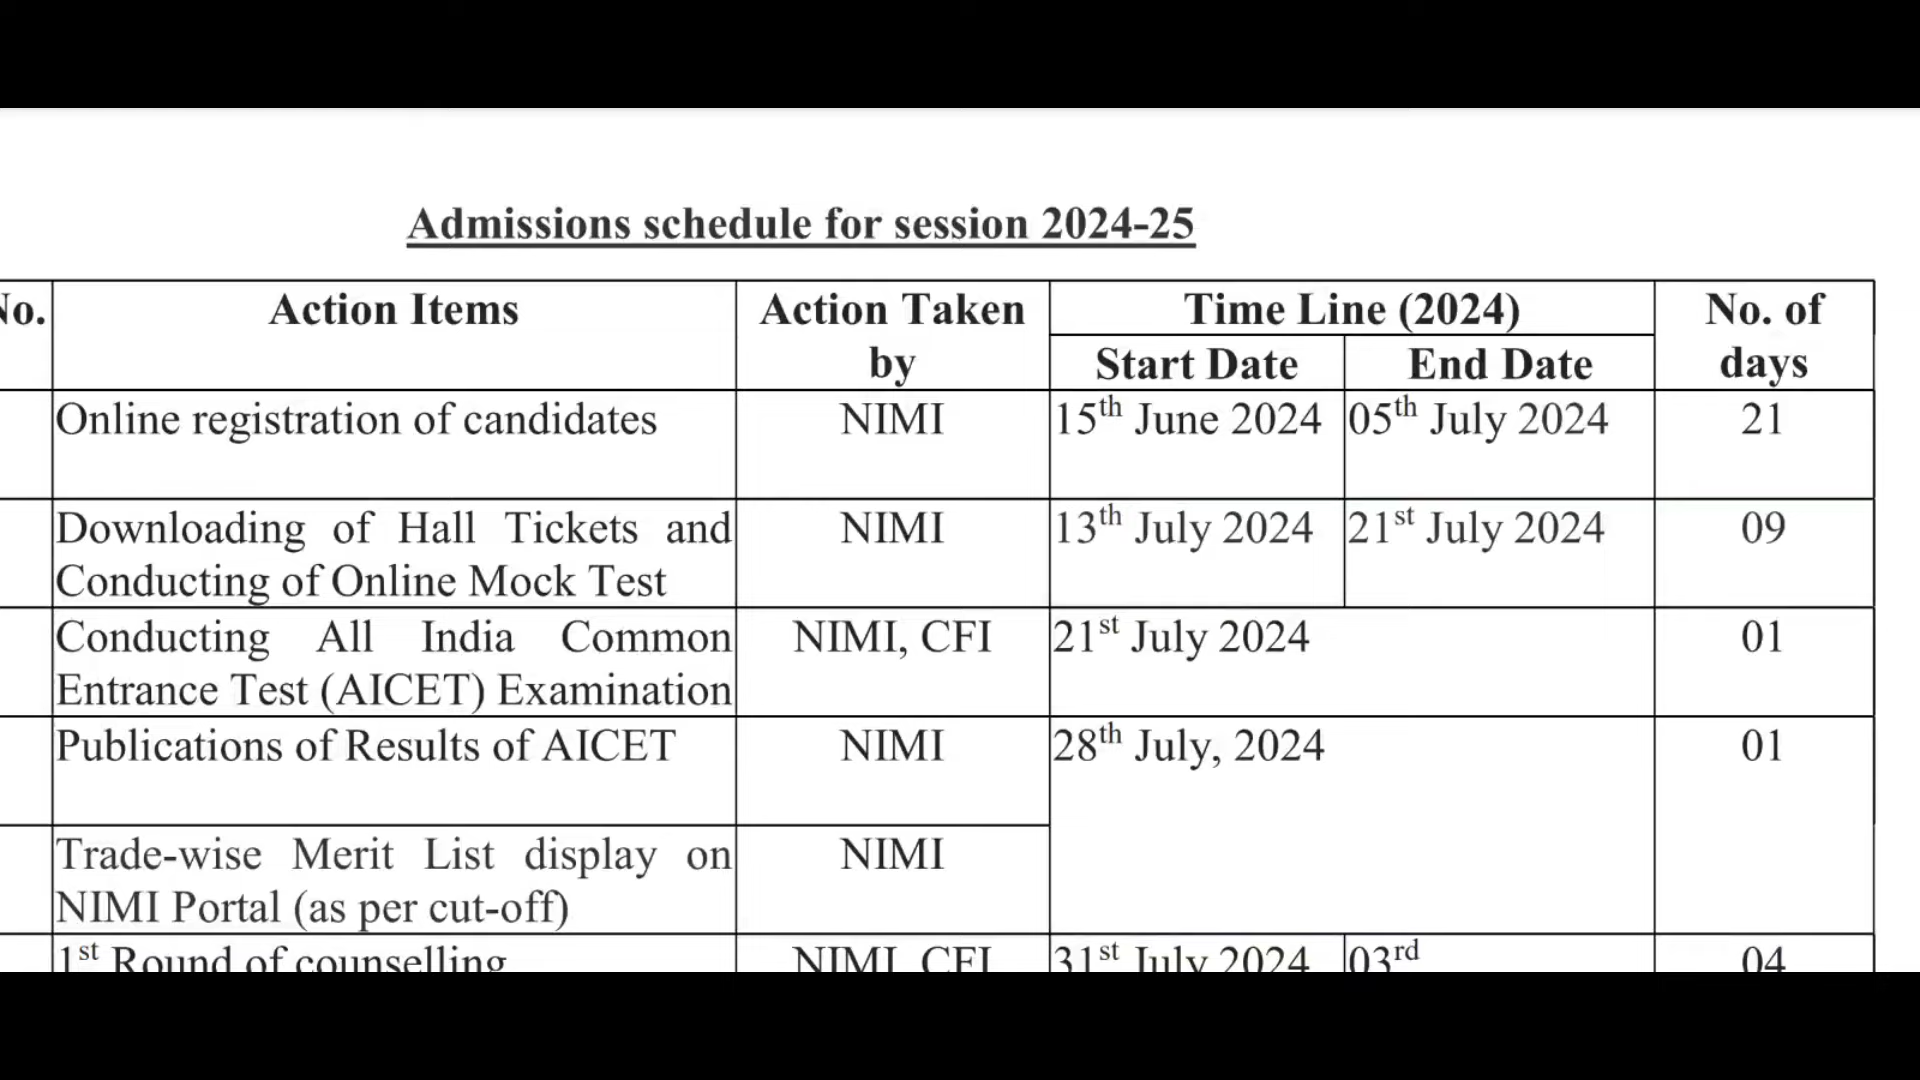 Admissions schedule for session 2024-25
No. Action Items Action Taken by Time Line (2024) No. of days
Start Date End Date
Online registration of candidates NIMI 15th June 2024 05th July 2024 21
Downloading of Hall Tickets and NIMI 13th July 2024 21st July 2024 09
Conducting of Online Mock Test
Conducting All India Common NIMI, CFI 21st July 2024 01
Entrance Test (AICET) Examination
Publications of Results of AICET NIMI 28th July, 2024 01
Trade-wise Merit List display on NIMI
NIMI Portal (as per cut-off)
1st Round of counselling NIMI, CFI 31st July 2024 03rd 04